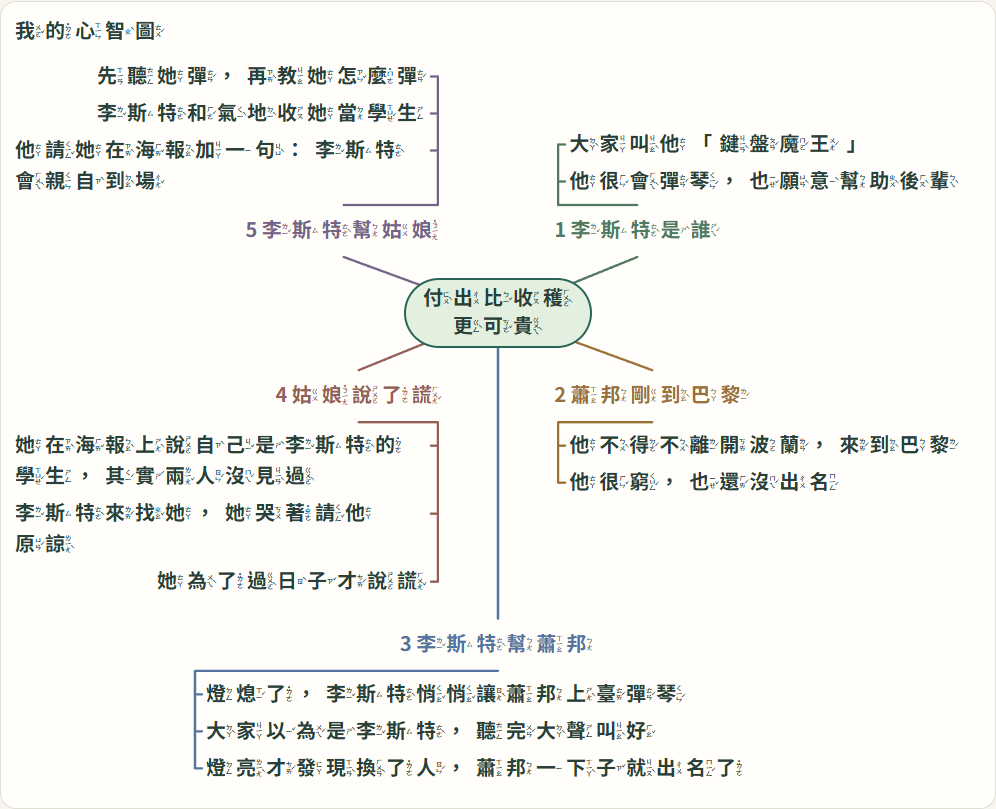 我的心智圖
先聽她彈，再教她怎麼彈
李斯特和氣地收她當學生
他請她在海報加一句：李斯特
會親自到場
5 李斯特幫姑娘
大家叫他「鍵盤魔王」
他很會彈琴，也願意幫助後輩
1 李斯特是誰
付出比收穫
更可貴
4 姑娘說了謊
她在海報上說自己是李斯特的
學生，其實兩人沒見過
李斯特來找她，她哭著請他
原諒
她為了過日子才說謊
2 蕭邦剛到巴黎
他不得不離開波蘭，來到巴黎
他很窮，也還沒出名
3 李斯特幫蕭邦
燈熄了，李斯特悄悄讓蕭邦上臺彈琴
大家以為是李斯特，聽完大聲叫好
燈亮才發現換了人，蕭邦一下子就出名了